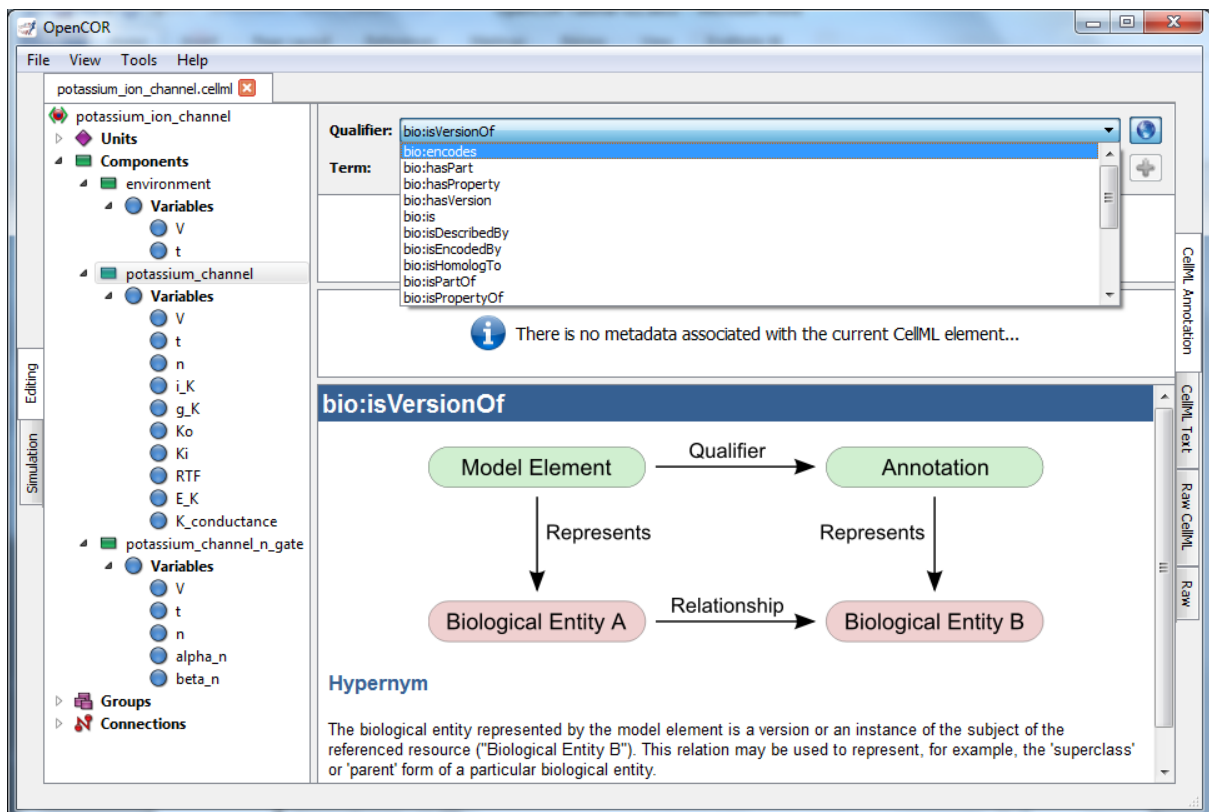 OpenCOR
File View Tools Help
potassium_ion_channel.cellml
potassium_ion_channel
Units
Components
environment
Variables
V
t
potassium_channel
Variables
V
t
n
i_K
g_K
Ko
Ki
RTF
E_K
K_conductance
potassium_channel_n_gate
Variables
V
t
n
alpha_n
beta_n
Groups
Connections
Editing
Simulation
Qualifier: bio:isVersionOf
Term:
bio:encodes
bio:hasPart
bio:hasProperty
bio:hasVersion
bio:is
bio:isDescribedBy
bio:isEncodedBy
bio:isHomologTo
bio:isPartOf
bio:isPropertyOf
There is no metadata associated with the current CellML element...
bio:isVersionOf
Model Element
Qualifier
Annotation
Represents
Represents
Biological Entity A
Relationship
Biological Entity B
Hypernym
The biological entity represented by the model element is a version or an instance of the subject of the
referenced resource ("Biological Entity B"). This relation may be used to represent, for example, the 'superclass'
or 'parent' form of a particular biological entity.
CellML Annotation
CellML Text
Raw CellML
Raw